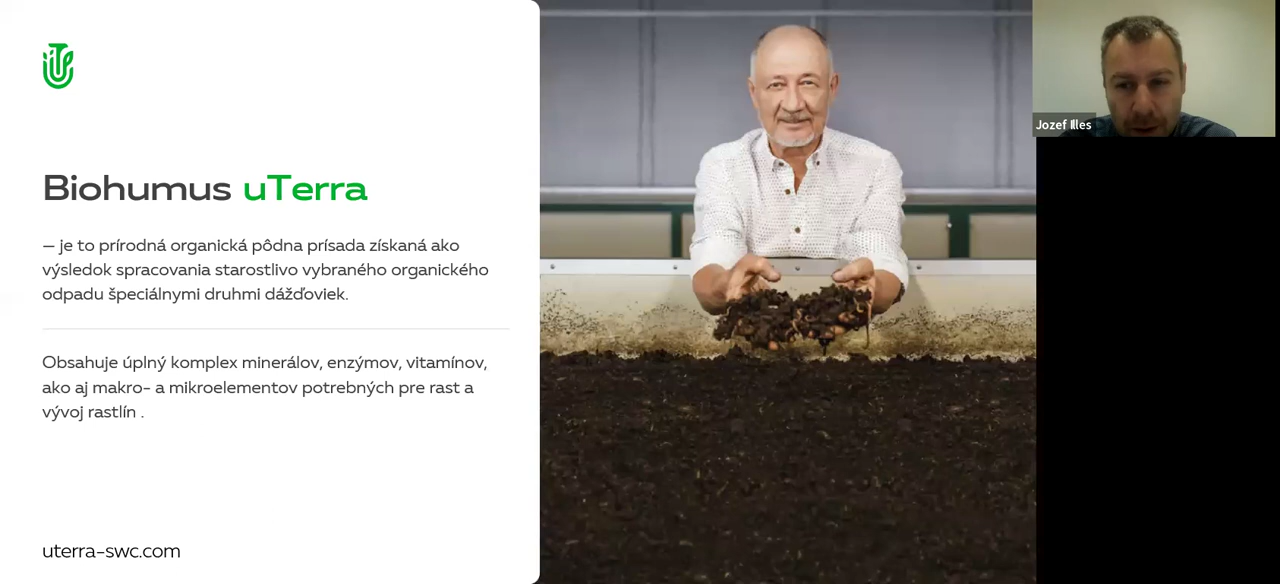 Biohumus uTerra
– je to prírodná organická pôdna prísada získaná ako
výsledok spracovania starostlivo vybraného organického
odpadu špeciálnymi druhmi dážďoviek.
Obsahuje úplný komplex minerálov, enzýmov, vitamínov,
ako aj makro- a mikroelementov potrebných pre rast a
vývoj rastlín .
uterra-swc.com
Jozef Illes